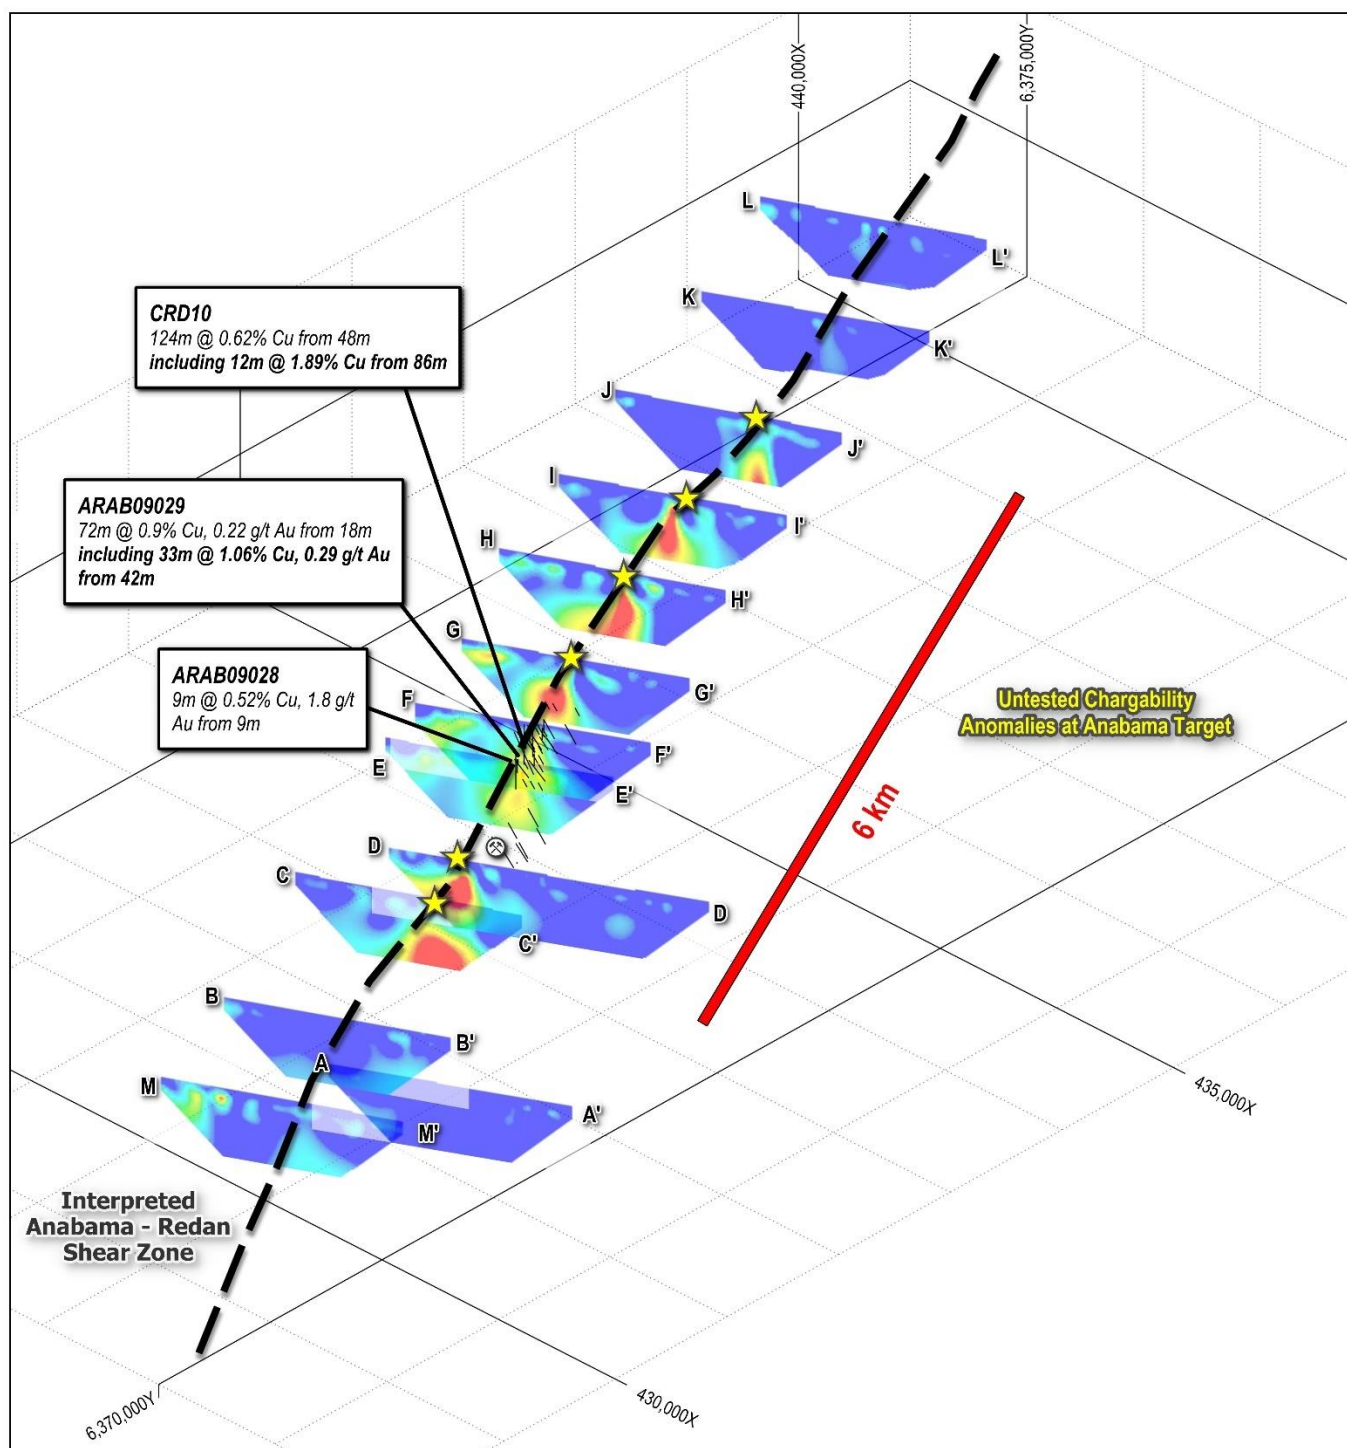 440,000X
6,375,000Y
L
L'
K
K'
CRD10
124m @ 0.62% Cu from 48m
including 12m @ 1.89% Cu from 86m
J
J'
ARAB09029
72m @ 0.9% Cu, 0.22 g/t Au from 18m
including 33m @ 1.06% Cu, 0.29 g/t Au
from 42m
I
I'
H
H'
G
G'
ARAB09028
9m @ 0.52% Cu, 1.8 g/t
Au from 9m
F
F'
E
E'
Untested Chargability
Anomalies at Anabama Target
6 km
D
D
C
C'
B
B'
A
A'
M
M'
435,000X
Interpreted
Anabama - Redan
Shear Zone
6,370,000Y
430,000X